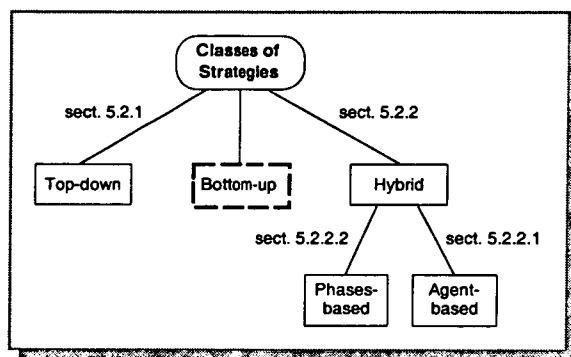 Classes of
Strategies
sect. 5.2.1
sect. 5.2.2
Top-down
Bottom-up
Hybrid
sect. 5.2.2.2
sect. 5.2.2.1
Phases-
based
Agent-
based